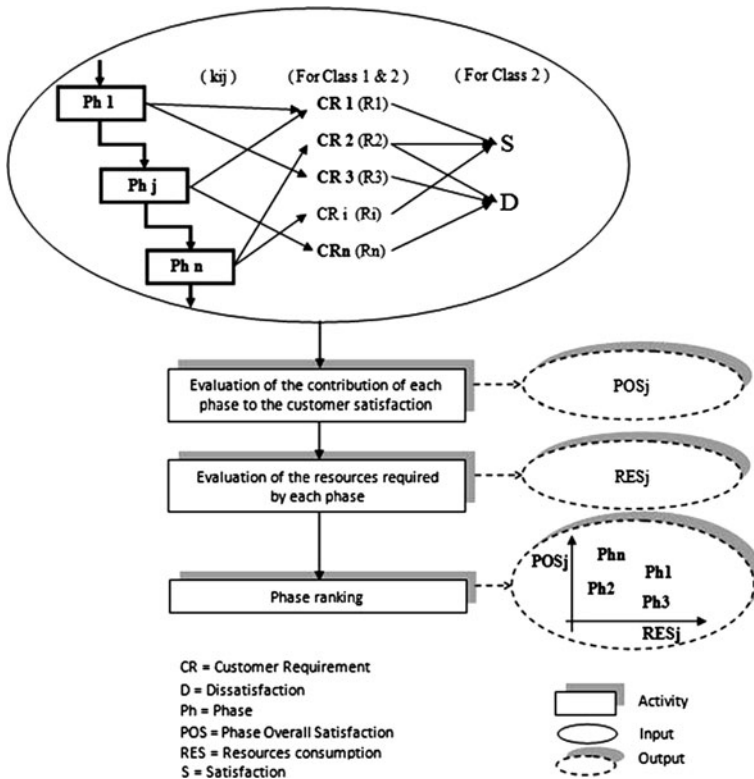 ( kij) (For Class 1 & 2) ( For Class 2 )
Ph 1
CR 1 (R1)
CR 2 (R2)
S
Ph j
CR 3 (R3)
CR i (Ri)
D
Ph n
CRn (Rn)
Evaluation of the contribution of each
phase to the customer satisfaction
POSj
Evaluation of the resources required
by each phase
RESj
Phase ranking
POSj
Phn
Ph1
Ph2
Ph3
RESj
CR = Customer Requirement
D = Dissatisfaction
Ph = Phase
POS = Phase Overall Satisfaction
RES = Resources consumption
S = Satisfaction
Activity
Input
Output